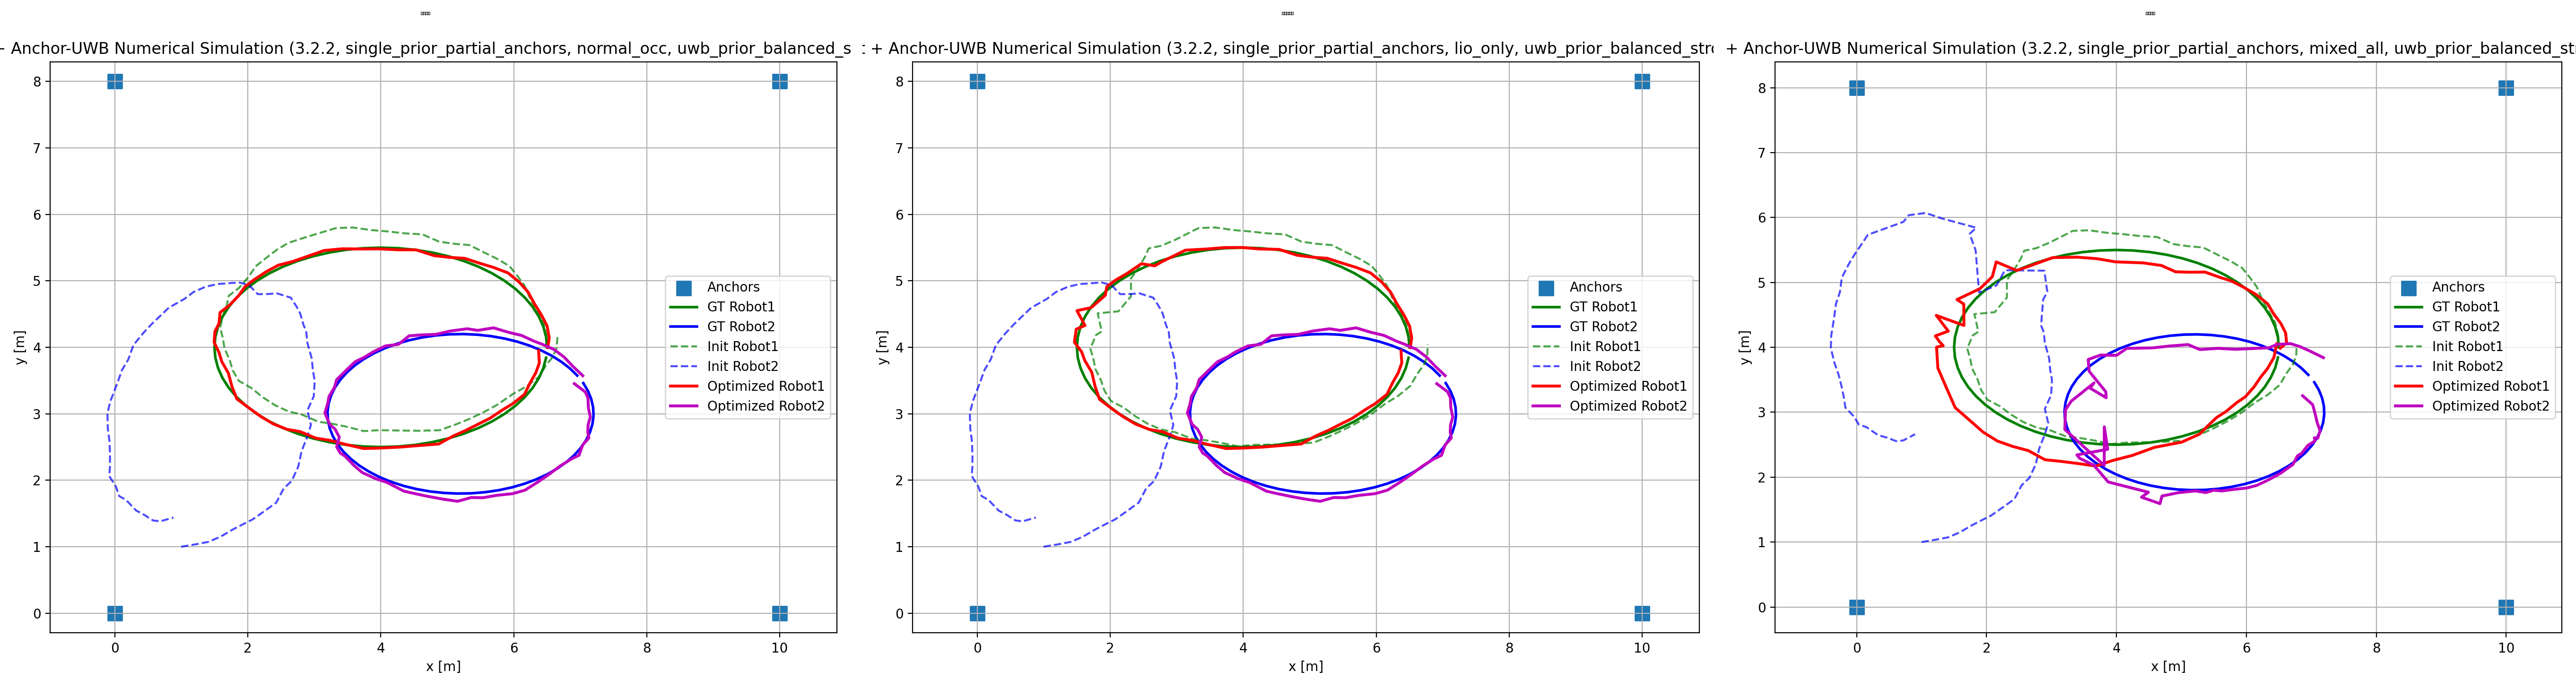 - Anchor-UWB Numerical Simulation (3.2.2, single_prior_partial_anchors, normal_occ, uwb_prior_balanced_s
8
7
6
5
4
3
2
1
0
y [m]
0 2 4 6 8 10
x [m]
Anchors
GT Robot1
GT Robot2
Init Robot1
Init Robot2
Optimized Robot1
Optimized Robot2
: + Anchor-UWB Numerical Simulation (3.2.2, single_prior_partial_anchors, lio_only, uwb_prior_balanced_stro
8
7
6
5
4
3
2
1
0
y [m]
0 2 4 6 8 10
x [m]
Anchors
GT Robot1
GT Robot2
Init Robot1
Init Robot2
Optimized Robot1
Optimized Robot2
+ Anchor-UWB Numerical Simulation (3.2.2, single_prior_partial_anchors, mixed_all, uwb_prior_balanced_st
8
7
6
5
4
3
2
1
0
y [m]
0 2 4 6 8 10
x [m]
Anchors
GT Robot1
GT Robot2
Init Robot1
Init Robot2
Optimized Robot1
Optimized Robot2